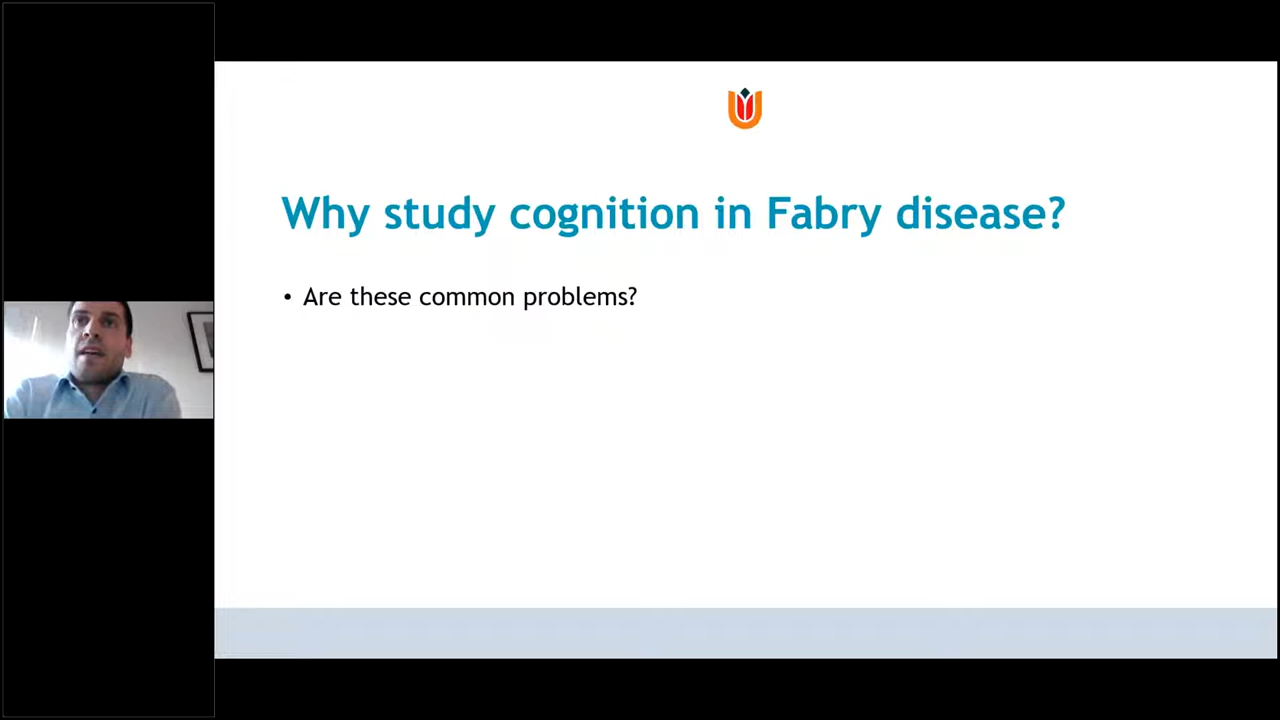 Why study cognition in Fabry disease?
• Are these common problems?